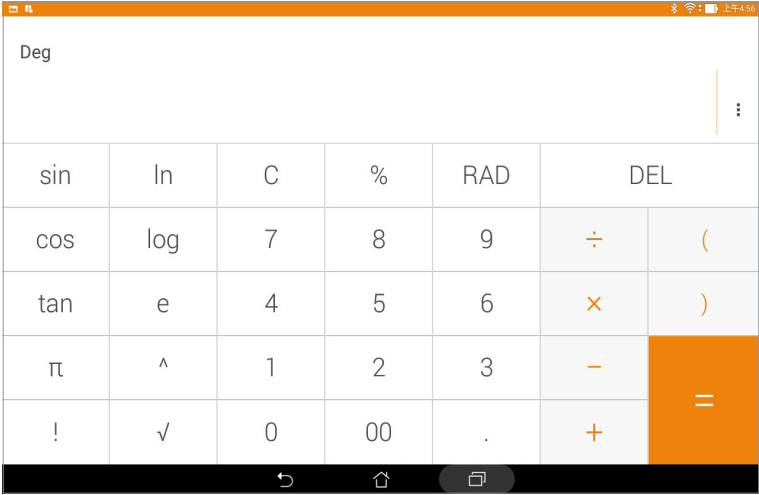 上午4:56
Deg
sin ln C % RAD DEL
cos log 7 8 9 ÷ (
tan e 4 5 6 × )
π ^ 1 2 3 −
=
! √ 0 00 . +